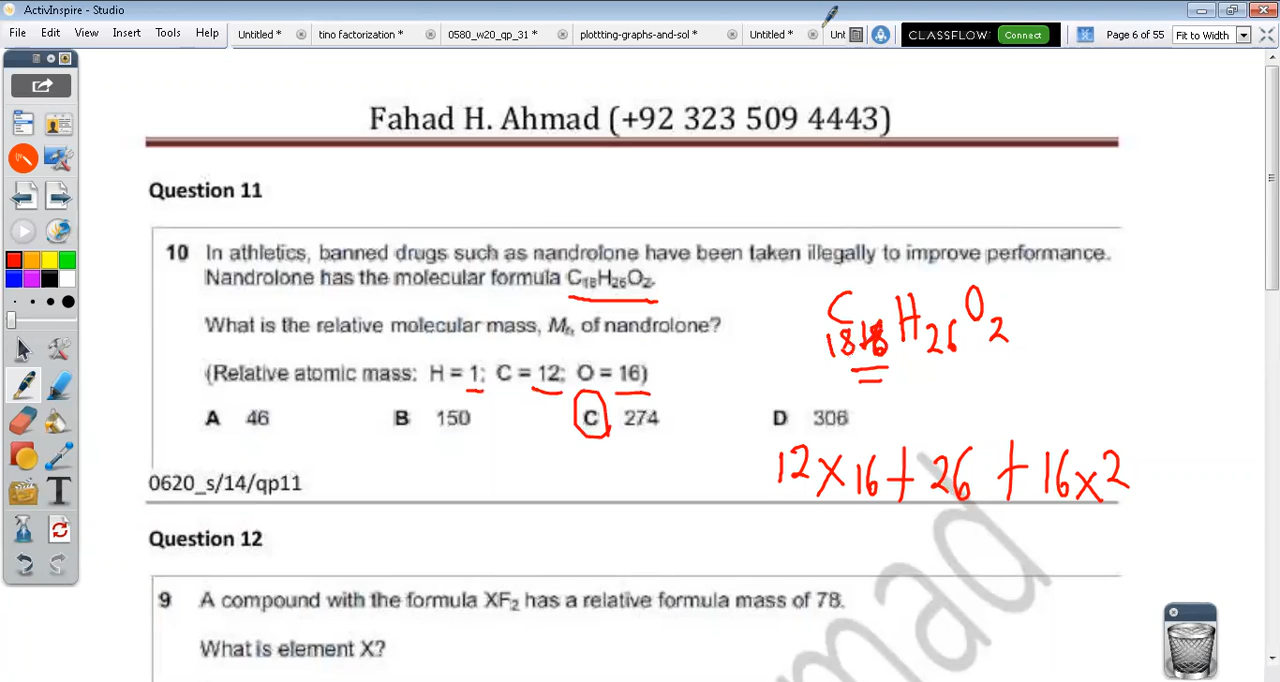 ActivInspire - Studio
File Edit View Insert Tools Help Untitled * tino factorization * 0580_w20_qp_31 * plottting-graphs-and-sol * Untitled * Unt CLASSFLOW Connect Page 6 of 55 Fit to Width
Fahad H. Ahmad (+92 323 509 4443)
Question 11
10 In athletics, banned drugs such as nandrolone have been taken illegally to improve performance.
Nandrolone has the molecular formula C₁₈H₂₆O₂.
C₁₈ H₂₆ O₂
What is the relative molecular mass, Mᵣ, of nandrolone?
(Relative atomic mass: H = 1; C = 12; O = 16)
A 46 B 150 C 274 D 306
12 × 16 + 26 + 16 × 2
0620_s/14/qp11
Question 12
9 A compound with the formula XF₂ has a relative formula mass of 78.
What is element X?
mad
T